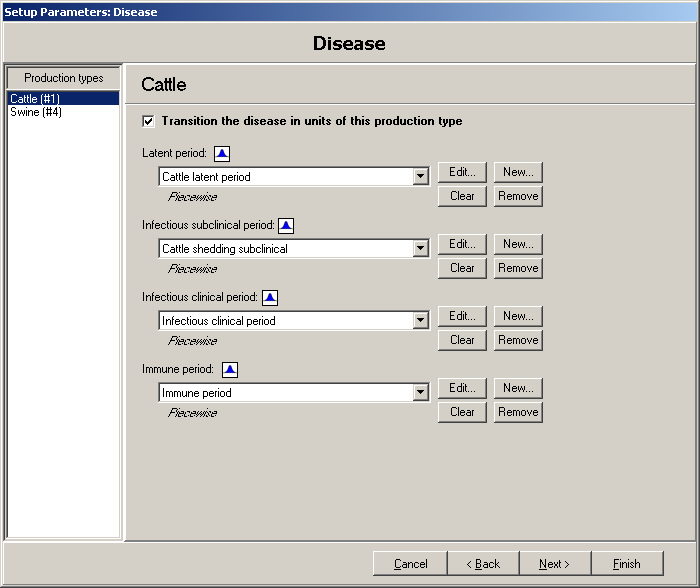 Setup Parameters: Disease
Disease
Production types
Cattle (#1)
Swine (#4)
Cattle
Transition the disease in units of this production type
Latent period:
Cattle latent period
Edit... New...
Piecewise
Clear Remove
Infectious subclinical period:
Cattle shedding subclinical
Edit... New...
Piecewise
Clear Remove
Infectious clinical period:
Infectious clinical period
Edit... New...
Piecewise
Clear Remove
Immune period:
Immune period
Edit... New...
Piecewise
Clear Remove
Cancel < Back Next > Finish